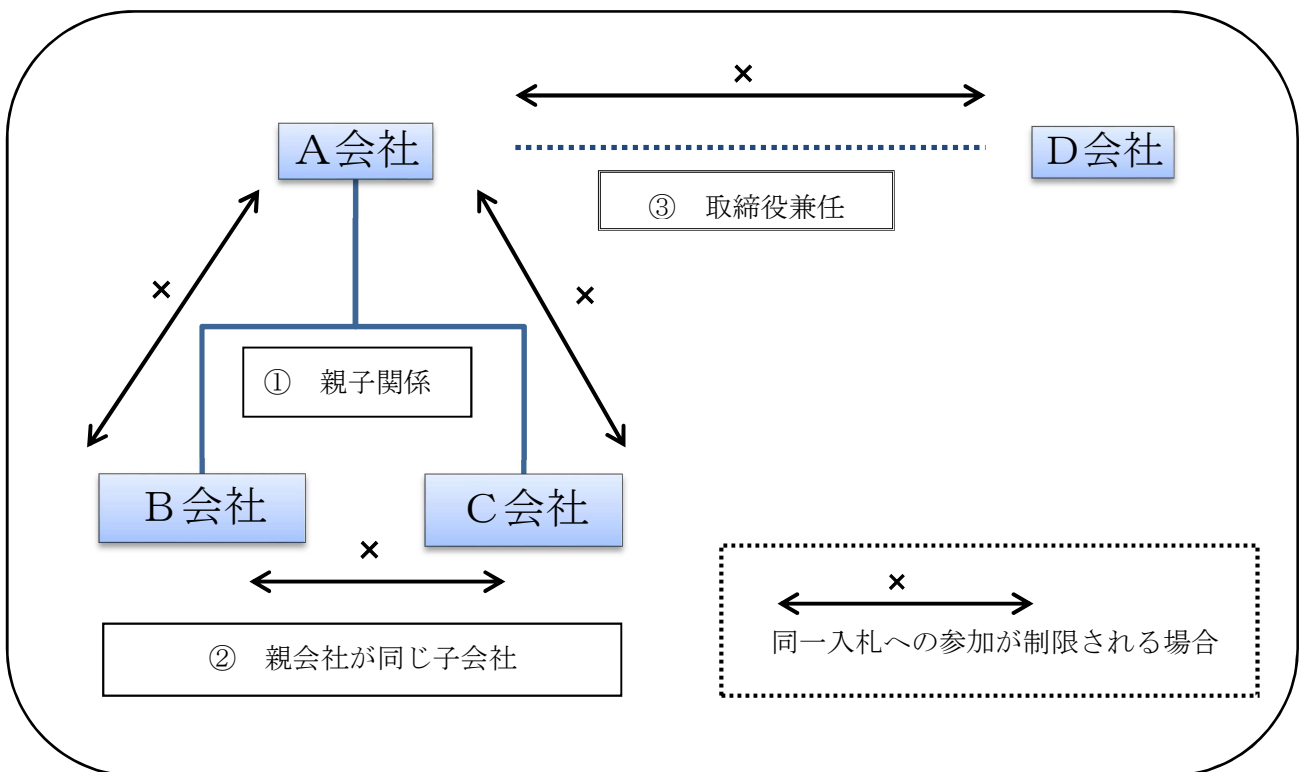 ×
A会社
D会社
③ 取締役兼任
×
×
① 親子関係
B会社
C会社
×
② 親会社が同じ子会社
×
同一入札への参加が制限される場合